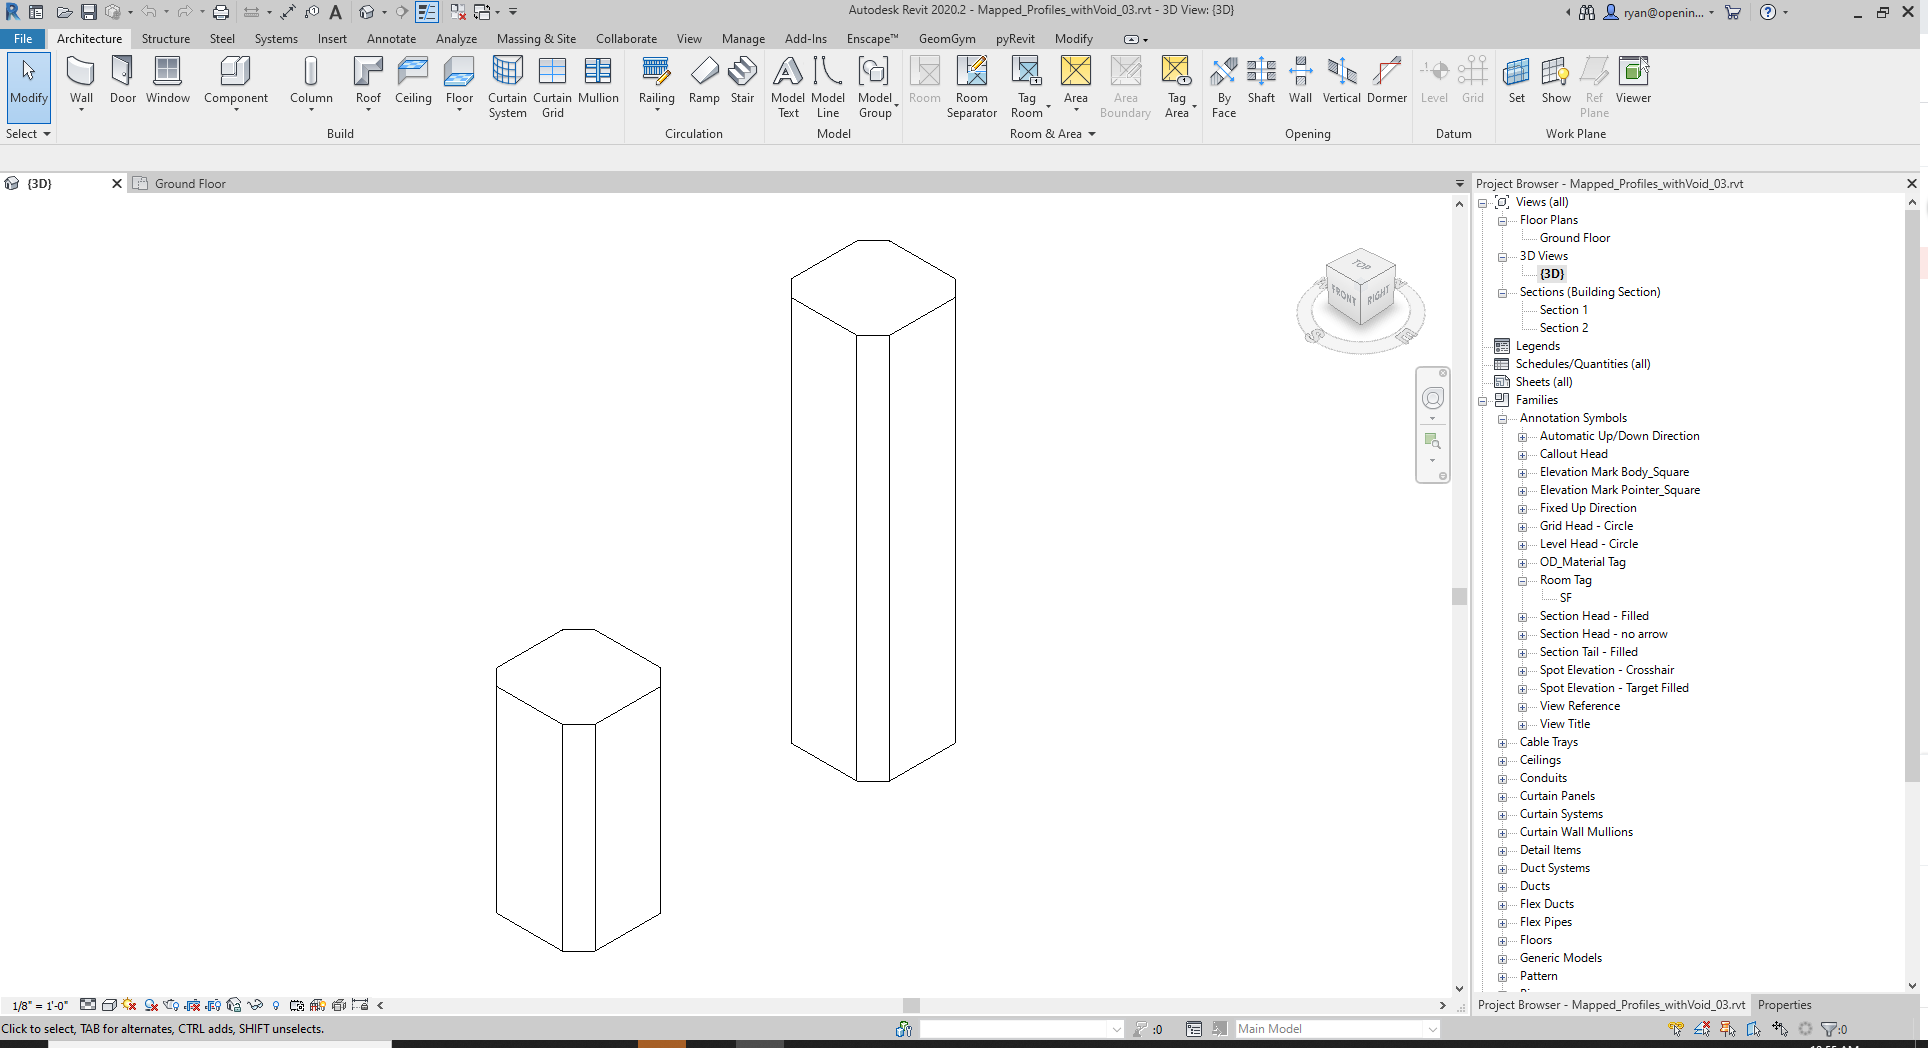 Autodesk Revit 2020.2 - Mapped_Profiles_withVoid_03.rvt - 3D View: {3D}
ryan@openin...
File Architecture Structure Steel Systems Insert Annotate Analyze Massing & Site Collaborate View Manage Add-Ins Enscape™ GeomGym pyRevit Modify
Modify Wall Door Window Component Column Roof Ceiling Floor Curtain System Curtain Grid Mullion Railing Ramp Stair Model Text Model Line Model Group Room Room Separator Tag Room Area Area Boundary Tag Area By Face Shaft Wall Vertical Dormer Level Grid Set Show Ref Plane Viewer
Select Build Circulation Model Room & Area Opening Datum Work Plane
{3D} Ground Floor
Project Browser - Mapped_Profiles_withVoid_03.rvt
TOP
FRONT RIGHT
S E
Views (all)
Floor Plans
Ground Floor
3D Views
{3D}
Sections (Building Section)
Section 1
Section 2
Legends
Schedules/Quantities (all)
Sheets (all)
Families
Annotation Symbols
Automatic Up/Down Direction
Callout Head
Elevation Mark Body_Square
Elevation Mark Pointer_Square
Fixed Up Direction
Grid Head - Circle
Level Head - Circle
OD_Material Tag
Room Tag
SF
Section Head - Filled
Section Head - no arrow
Section Tail - Filled
Spot Elevation - Crosshair
Spot Elevation - Target Filled
View Reference
View Title
Cable Trays
Ceilings
Conduits
Curtain Panels
Curtain Systems
Curtain Wall Mullions
Detail Items
Duct Systems
Ducts
Flex Ducts
Flex Pipes
Floors
Generic Models
Pattern
1/8" = 1'-0"
Project Browser - Mapped_Profiles_withVoid_03.rvt Properties
Click to select, TAB for alternates, CTRL adds, SHIFT unselects.
:0
Main Model
:0